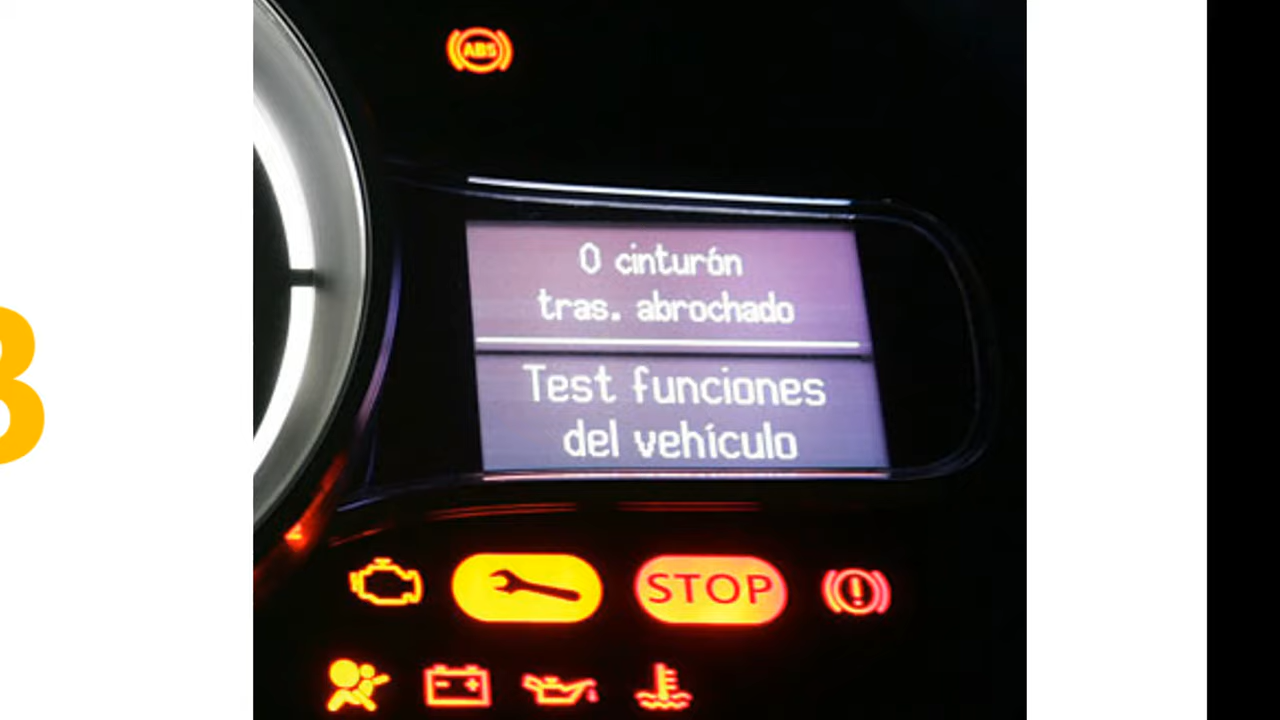 ABS
0 cinturón
tras. abrochado
Test funciones
del vehículo
STOP